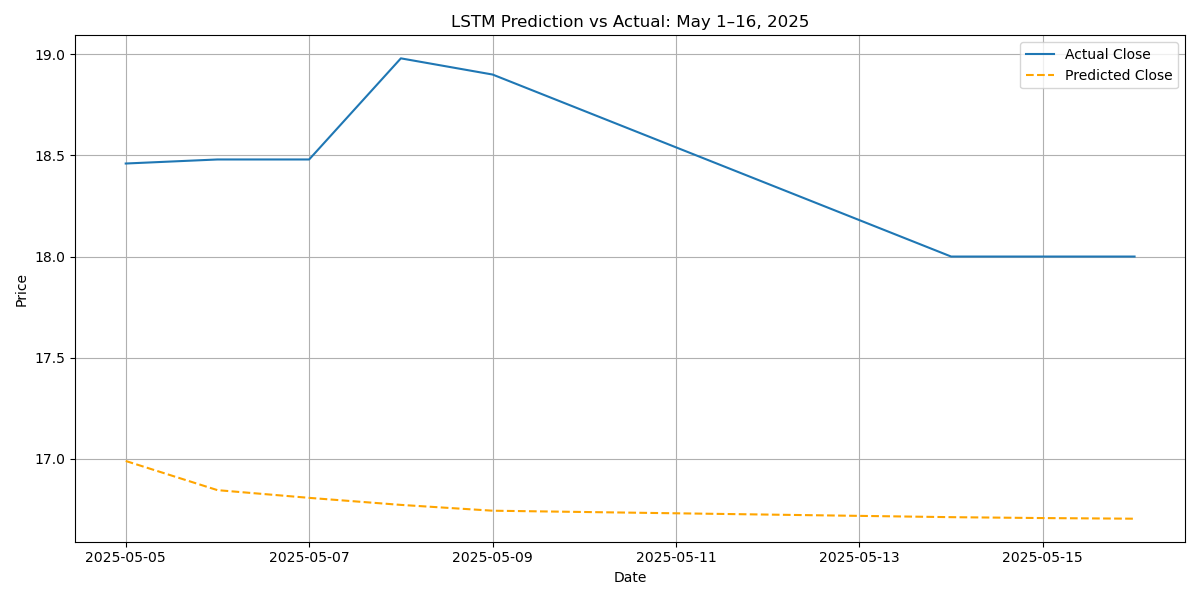 LSTM Prediction vs Actual: May 1–16, 2025
Actual Close
Predicted Close
Price
19.0
18.5
18.0
17.5
17.0
2025-05-05 2025-05-07 2025-05-09 2025-05-11 2025-05-13 2025-05-15
Date